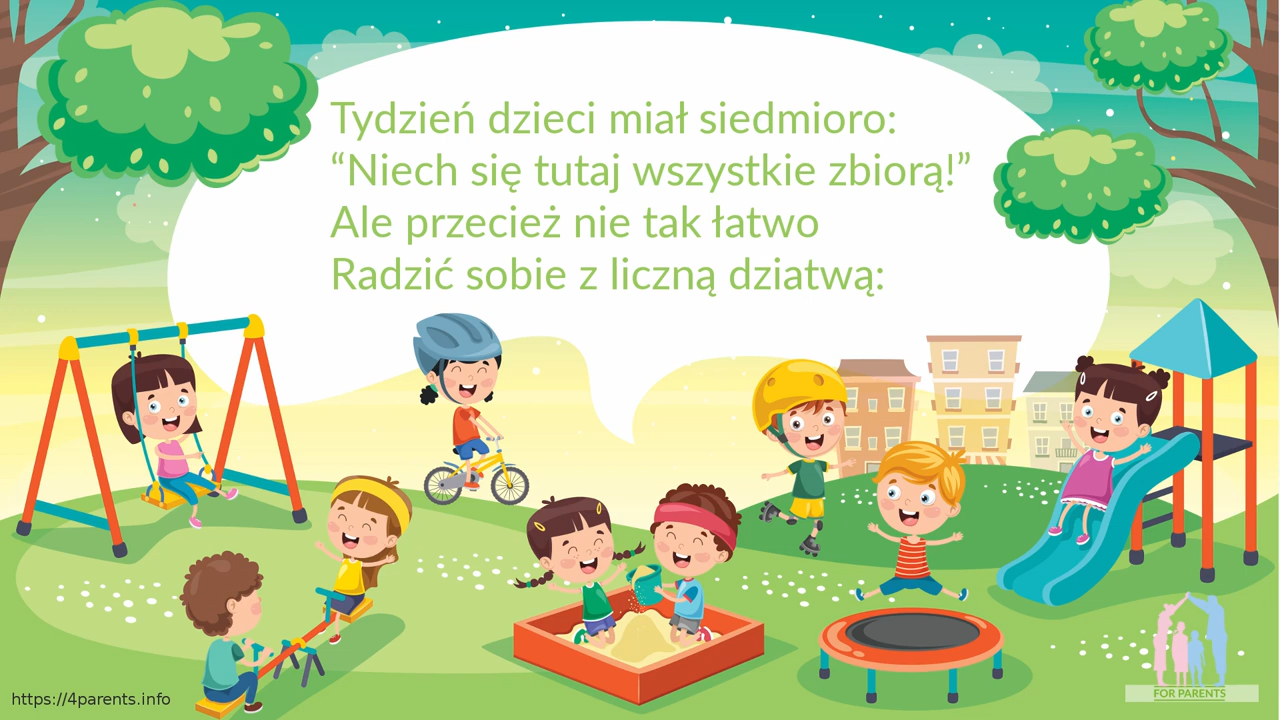 Tydzień dzieci miał siedmioro:
“Niech się tutaj wszystkie zbiorą!”
Ale przecież nie tak łatwo
Radzić sobie z liczną dziatwą:
https://4parents.info
FOR PARENTS